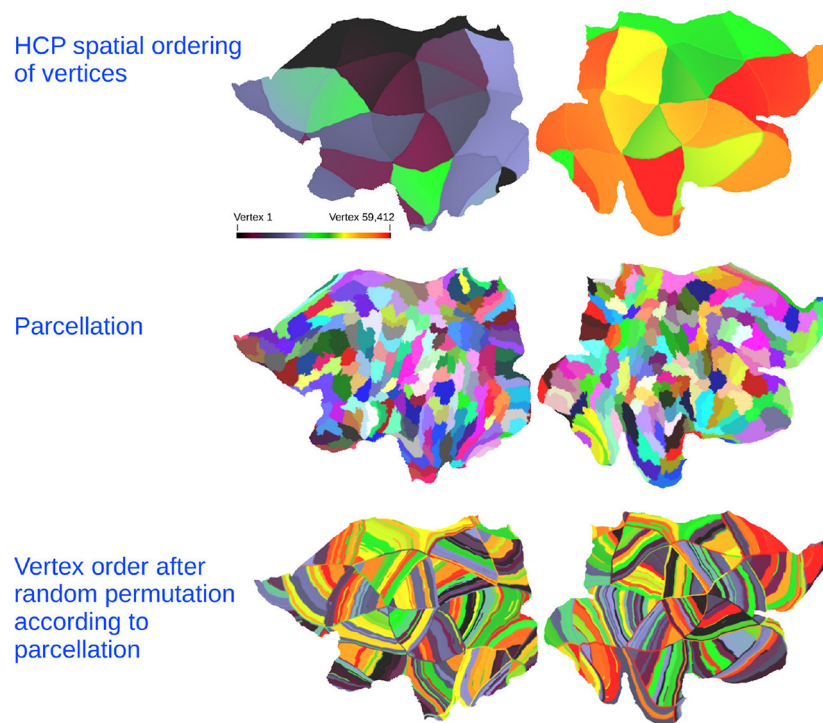 HCP spatial ordering
of vertices
Vertex 1
Vertex 59,412
Parcellation
Vertex order after
random permutation
according to
parcellation